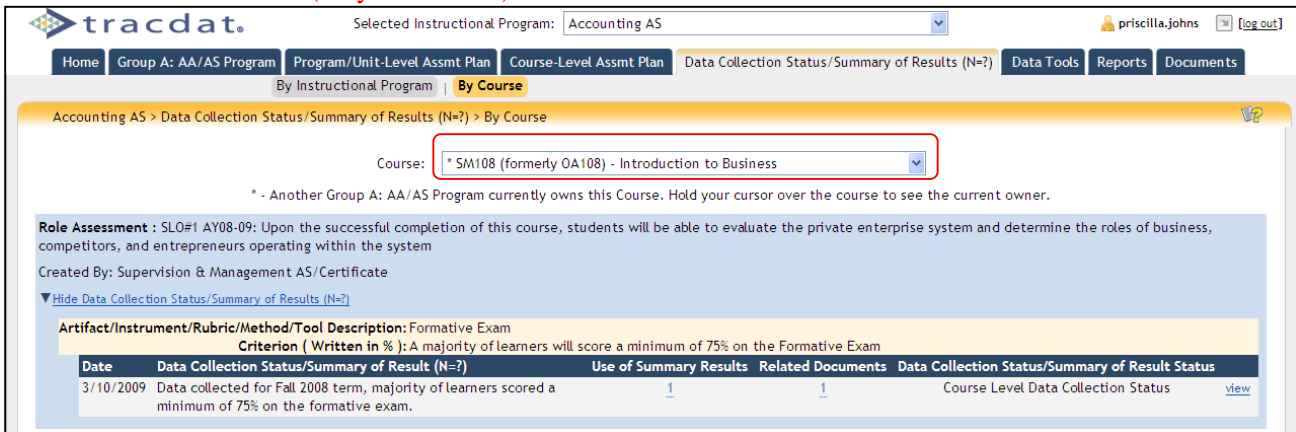 tracdat. Selected Instructional Program: Accounting AS priscilla.johns [log out]
Home Group A: AA/AS Program Program/Unit-Level Assmt Plan Course-Level Assmt Plan Data Collection Status/Summary of Results (N=?) Data Tools Reports Documents
By Instructional Program | By Course
Accounting AS > Data Collection Status/Summary of Results (N=?) > By Course
Course: * SM108 (formerly OA108) - Introduction to Business
* - Another Group A: AA/AS Program currently owns this Course. Hold your cursor over the course to see the current owner.
Role Assessment : SLO#1 AY08-09: Upon the successful completion of this course, students will be able to evaluate the private enterprise system and determine the roles of business,
competitors, and entrepreneurs operating within the system
Created By: Supervision & Management AS/Certificate
Hide Data Collection Status/Summary of Results (N=?)
Artifact/Instrument/Rubric/Method/Tool Description: Formative Exam
Criterion ( Written in % ): A majority of learners will score a minimum of 75% on the Formative Exam
Date Data Collection Status/Summary of Result (N=?) Use of Summary Results Related Documents Data Collection Status/Summary of Result Status
3/10/2009 Data collected for Fall 2008 term, majority of learners scored a 1 1 Course Level Data Collection Status view
minimum of 75% on the formative exam.